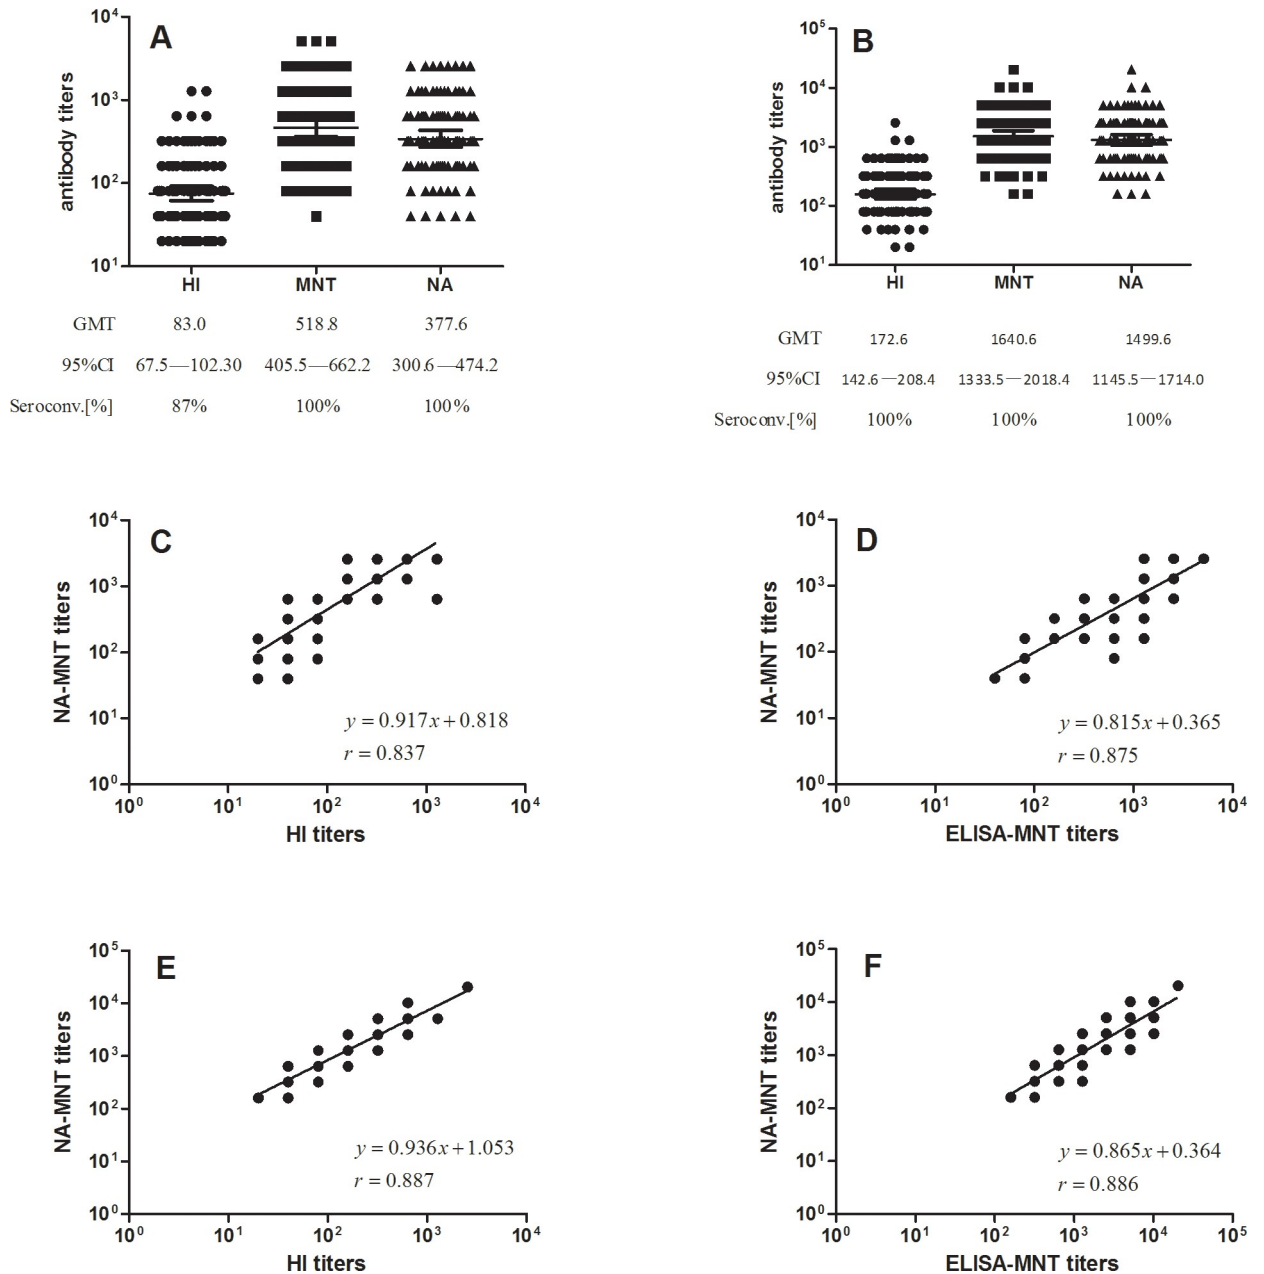 A
antibody titers
10⁴
10³
10²
10¹
HI MNT NA
GMT 83.0 518.8 377.6
95%CI 67.5—102.30 405.5—662.2 300.6—474.2
Seroconv.[%] 87% 100% 100%
B
antibody titers
10⁵
10⁴
10³
10²
10¹
HI MNT NA
GMT 172.6 1640.6 1499.6
95%CI 142.6—208.4 1333.5—2018.4 1145.5—1714.0
Seroconv.[%] 100% 100% 100%
C
NA-MNT titers
10⁴
10³
10²
10¹
10⁰
y = 0.917x + 0.818
r = 0.837
10⁰ 10¹ 10² 10³ 10⁴
HI titers
D
NA-MNT titers
10⁴
10³
10²
10¹
10⁰
y = 0.815x + 0.365
r = 0.875
10⁰ 10¹ 10² 10³ 10⁴
ELISA-MNT titers
E
NA-MNT titers
10⁵
10⁴
10³
10²
10¹
10⁰
y = 0.936x + 1.053
r = 0.887
10⁰ 10¹ 10² 10³ 10⁴
HI titers
F
NA-MNT titers
10⁵
10⁴
10³
10²
10¹
10⁰
y = 0.865x + 0.364
r = 0.886
10⁰ 10¹ 10² 10³ 10⁴ 10⁵
ELISA-MNT titers